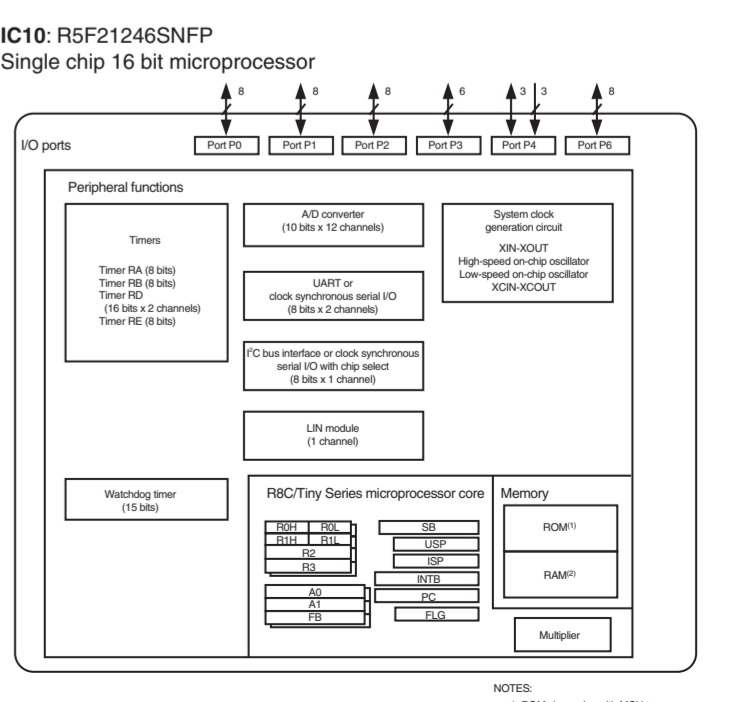 IC10: R5F21246SNFP
Single chip 16 bit microprocessor
8 8 8 6 3 3 8
I/O ports
Port P0 Port P1 Port P2 Port P3 Port P4 Port P6
Peripheral functions
Timers
Timer RA (8 bits)
Timer RB (8 bits)
Timer RD
(16 bits x 2 channels)
Timer RE (8 bits)
A/D converter
(10 bits x 12 channels)
System clock
generation circuit
XIN-XOUT
High-speed on-chip oscillator
Low-speed on-chip oscillator
XCIN-XCOUT
UART or
clock synchronous serial I/O
(8 bits x 2 channels)
I²C bus interface or clock synchronous
serial I/O with chip select
(8 bits x 1 channel)
LIN module
(1 channel)
Watchdog timer
(15 bits)
R8C/Tiny Series microprocessor core
R0H R0L
R1H R1L
R2
R3
A0
A1
FB
SB
USP
ISP
INTB
PC
FLG
Memory
ROM(1)
RAM(2)
Multiplier
NOTES: